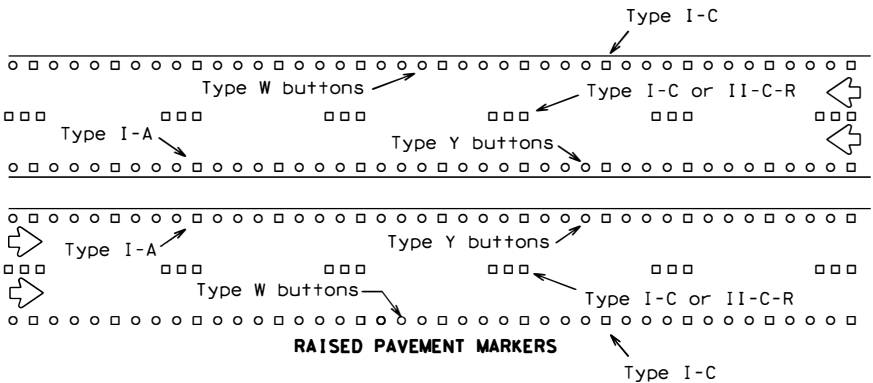 Type I-C
Type W buttons
Type I-C or II-C-R
Type I-A
Type Y buttons
Type I-A
Type Y buttons
Type W buttons
Type I-C or II-C-R
RAISED PAVEMENT MARKERS
Type I-C